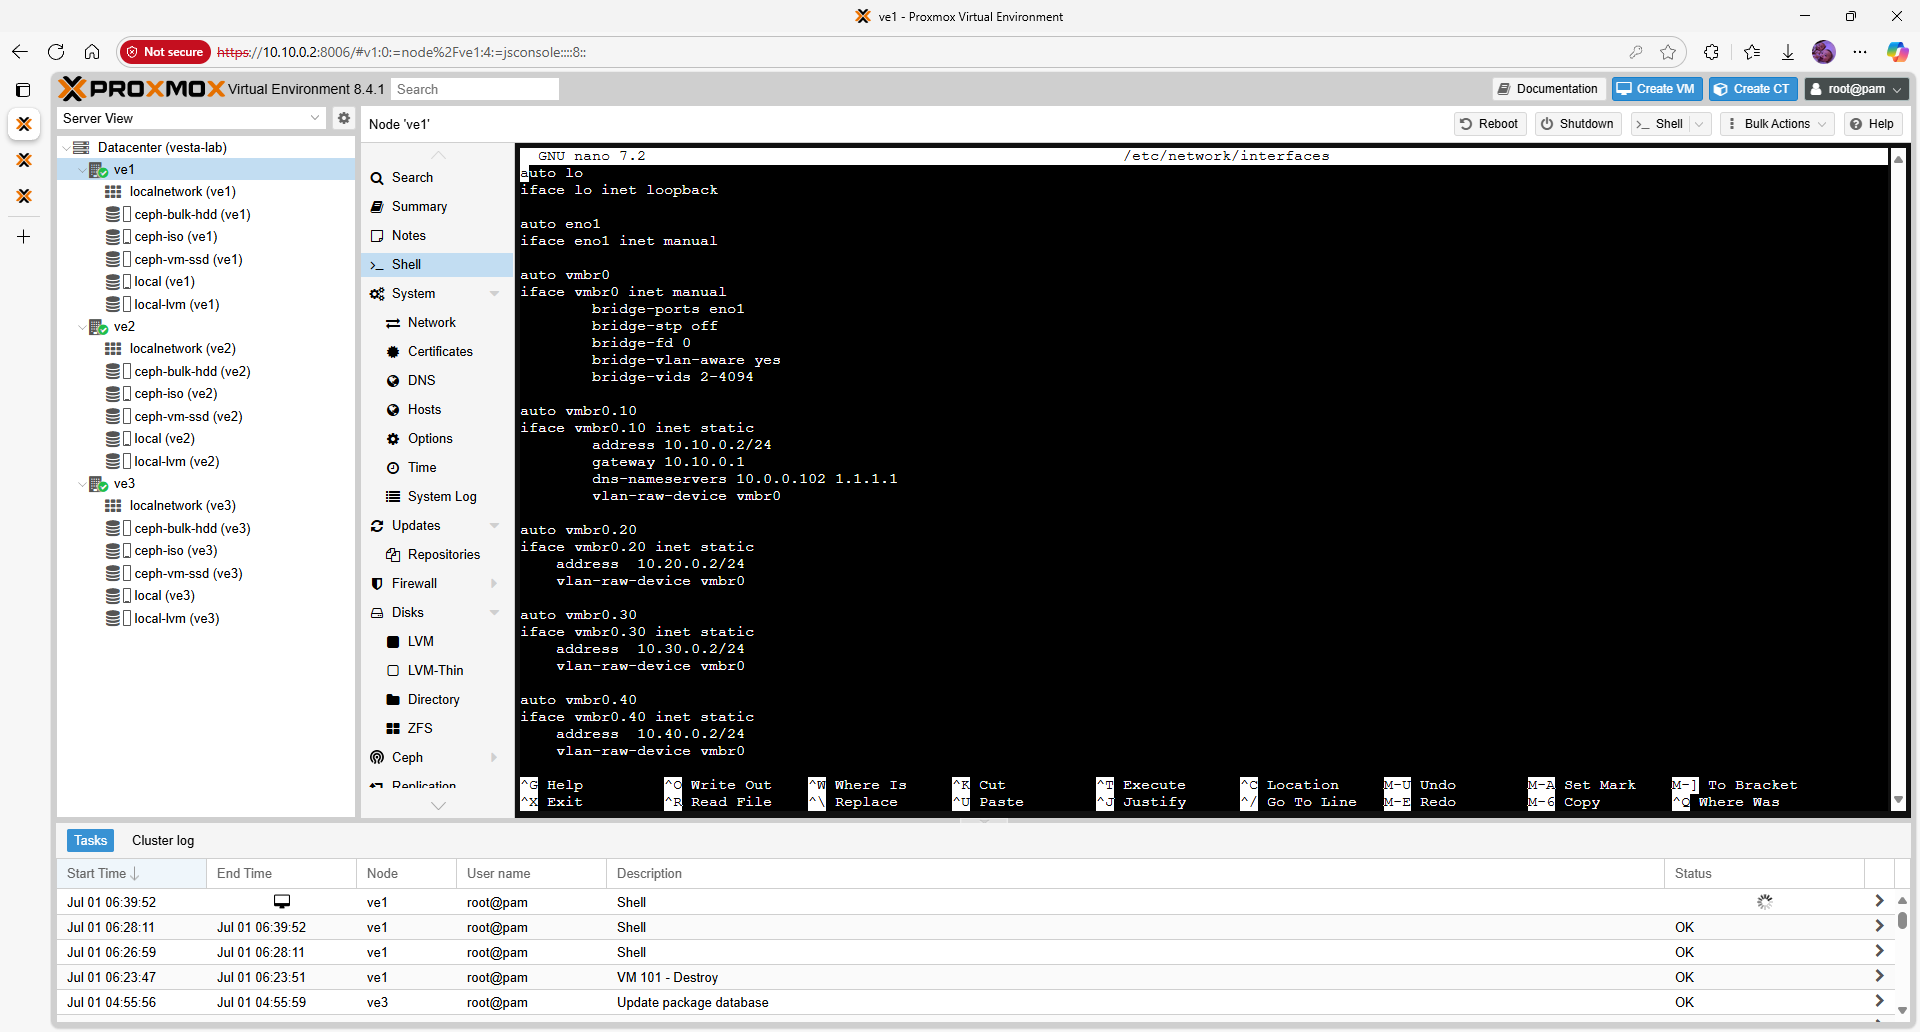 ve1 - Proxmox Virtual Environment
Not secure https://10.10.0.2:8006/#v1:0:=node%2Fve1:4:=jsconsole::::8::
PROXMOX Virtual Environment 8.4.1 Search
Documentation Create VM Create CT root@pam
Server View
Node 've1'
Reboot Shutdown Shell Bulk Actions Help
Datacenter (vesta-lab)
ve1
localnetwork (ve1)
ceph-bulk-hdd (ve1)
ceph-iso (ve1)
ceph-vm-ssd (ve1)
local (ve1)
local-lvm (ve1)
ve2
localnetwork (ve2)
ceph-bulk-hdd (ve2)
ceph-iso (ve2)
ceph-vm-ssd (ve2)
local (ve2)
local-lvm (ve2)
ve3
localnetwork (ve3)
ceph-bulk-hdd (ve3)
ceph-iso (ve3)
ceph-vm-ssd (ve3)
local (ve3)
local-lvm (ve3)
Search
Summary
Notes
Shell
System
Network
Certificates
DNS
Hosts
Options
Time
System Log
Updates
Repositories
Firewall
Disks
LVM
LVM-Thin
Directory
ZFS
Ceph
Replication
GNU nano 7.2 /etc/network/interfaces
auto lo
iface lo inet loopback
auto eno1
iface eno1 inet manual
auto vmbr0
iface vmbr0 inet manual
bridge-ports eno1
bridge-stp off
bridge-fd 0
bridge-vlan-aware yes
bridge-vids 2-4094
auto vmbr0.10
iface vmbr0.10 inet static
address 10.10.0.2/24
gateway 10.10.0.1
dns-nameservers 10.0.0.102 1.1.1.1
vlan-raw-device vmbr0
auto vmbr0.20
iface vmbr0.20 inet static
address 10.20.0.2/24
vlan-raw-device vmbr0
auto vmbr0.30
iface vmbr0.30 inet static
address 10.30.0.2/24
vlan-raw-device vmbr0
auto vmbr0.40
iface vmbr0.40 inet static
address 10.40.0.2/24
vlan-raw-device vmbr0
^G Help ^O Write Out ^W Where Is ^K Cut ^T Execute ^C Location M-U Undo M-A Set Mark M-] To Bracket
^X Exit ^R Read File ^\ Replace ^U Paste ^J Justify ^/ Go To Line M-E Redo M-6 Copy ^Q Where Was
Tasks Cluster log
Start Time End Time Node User name Description Status
Jul 01 06:39:52 ve1 root@pam Shell
Jul 01 06:28:11 Jul 01 06:39:52 ve1 root@pam Shell OK
Jul 01 06:26:59 Jul 01 06:28:11 ve1 root@pam Shell OK
Jul 01 06:23:47 Jul 01 06:23:51 ve1 root@pam VM 101 - Destroy OK
Jul 01 04:55:56 Jul 01 04:55:59 ve3 root@pam Update package database OK